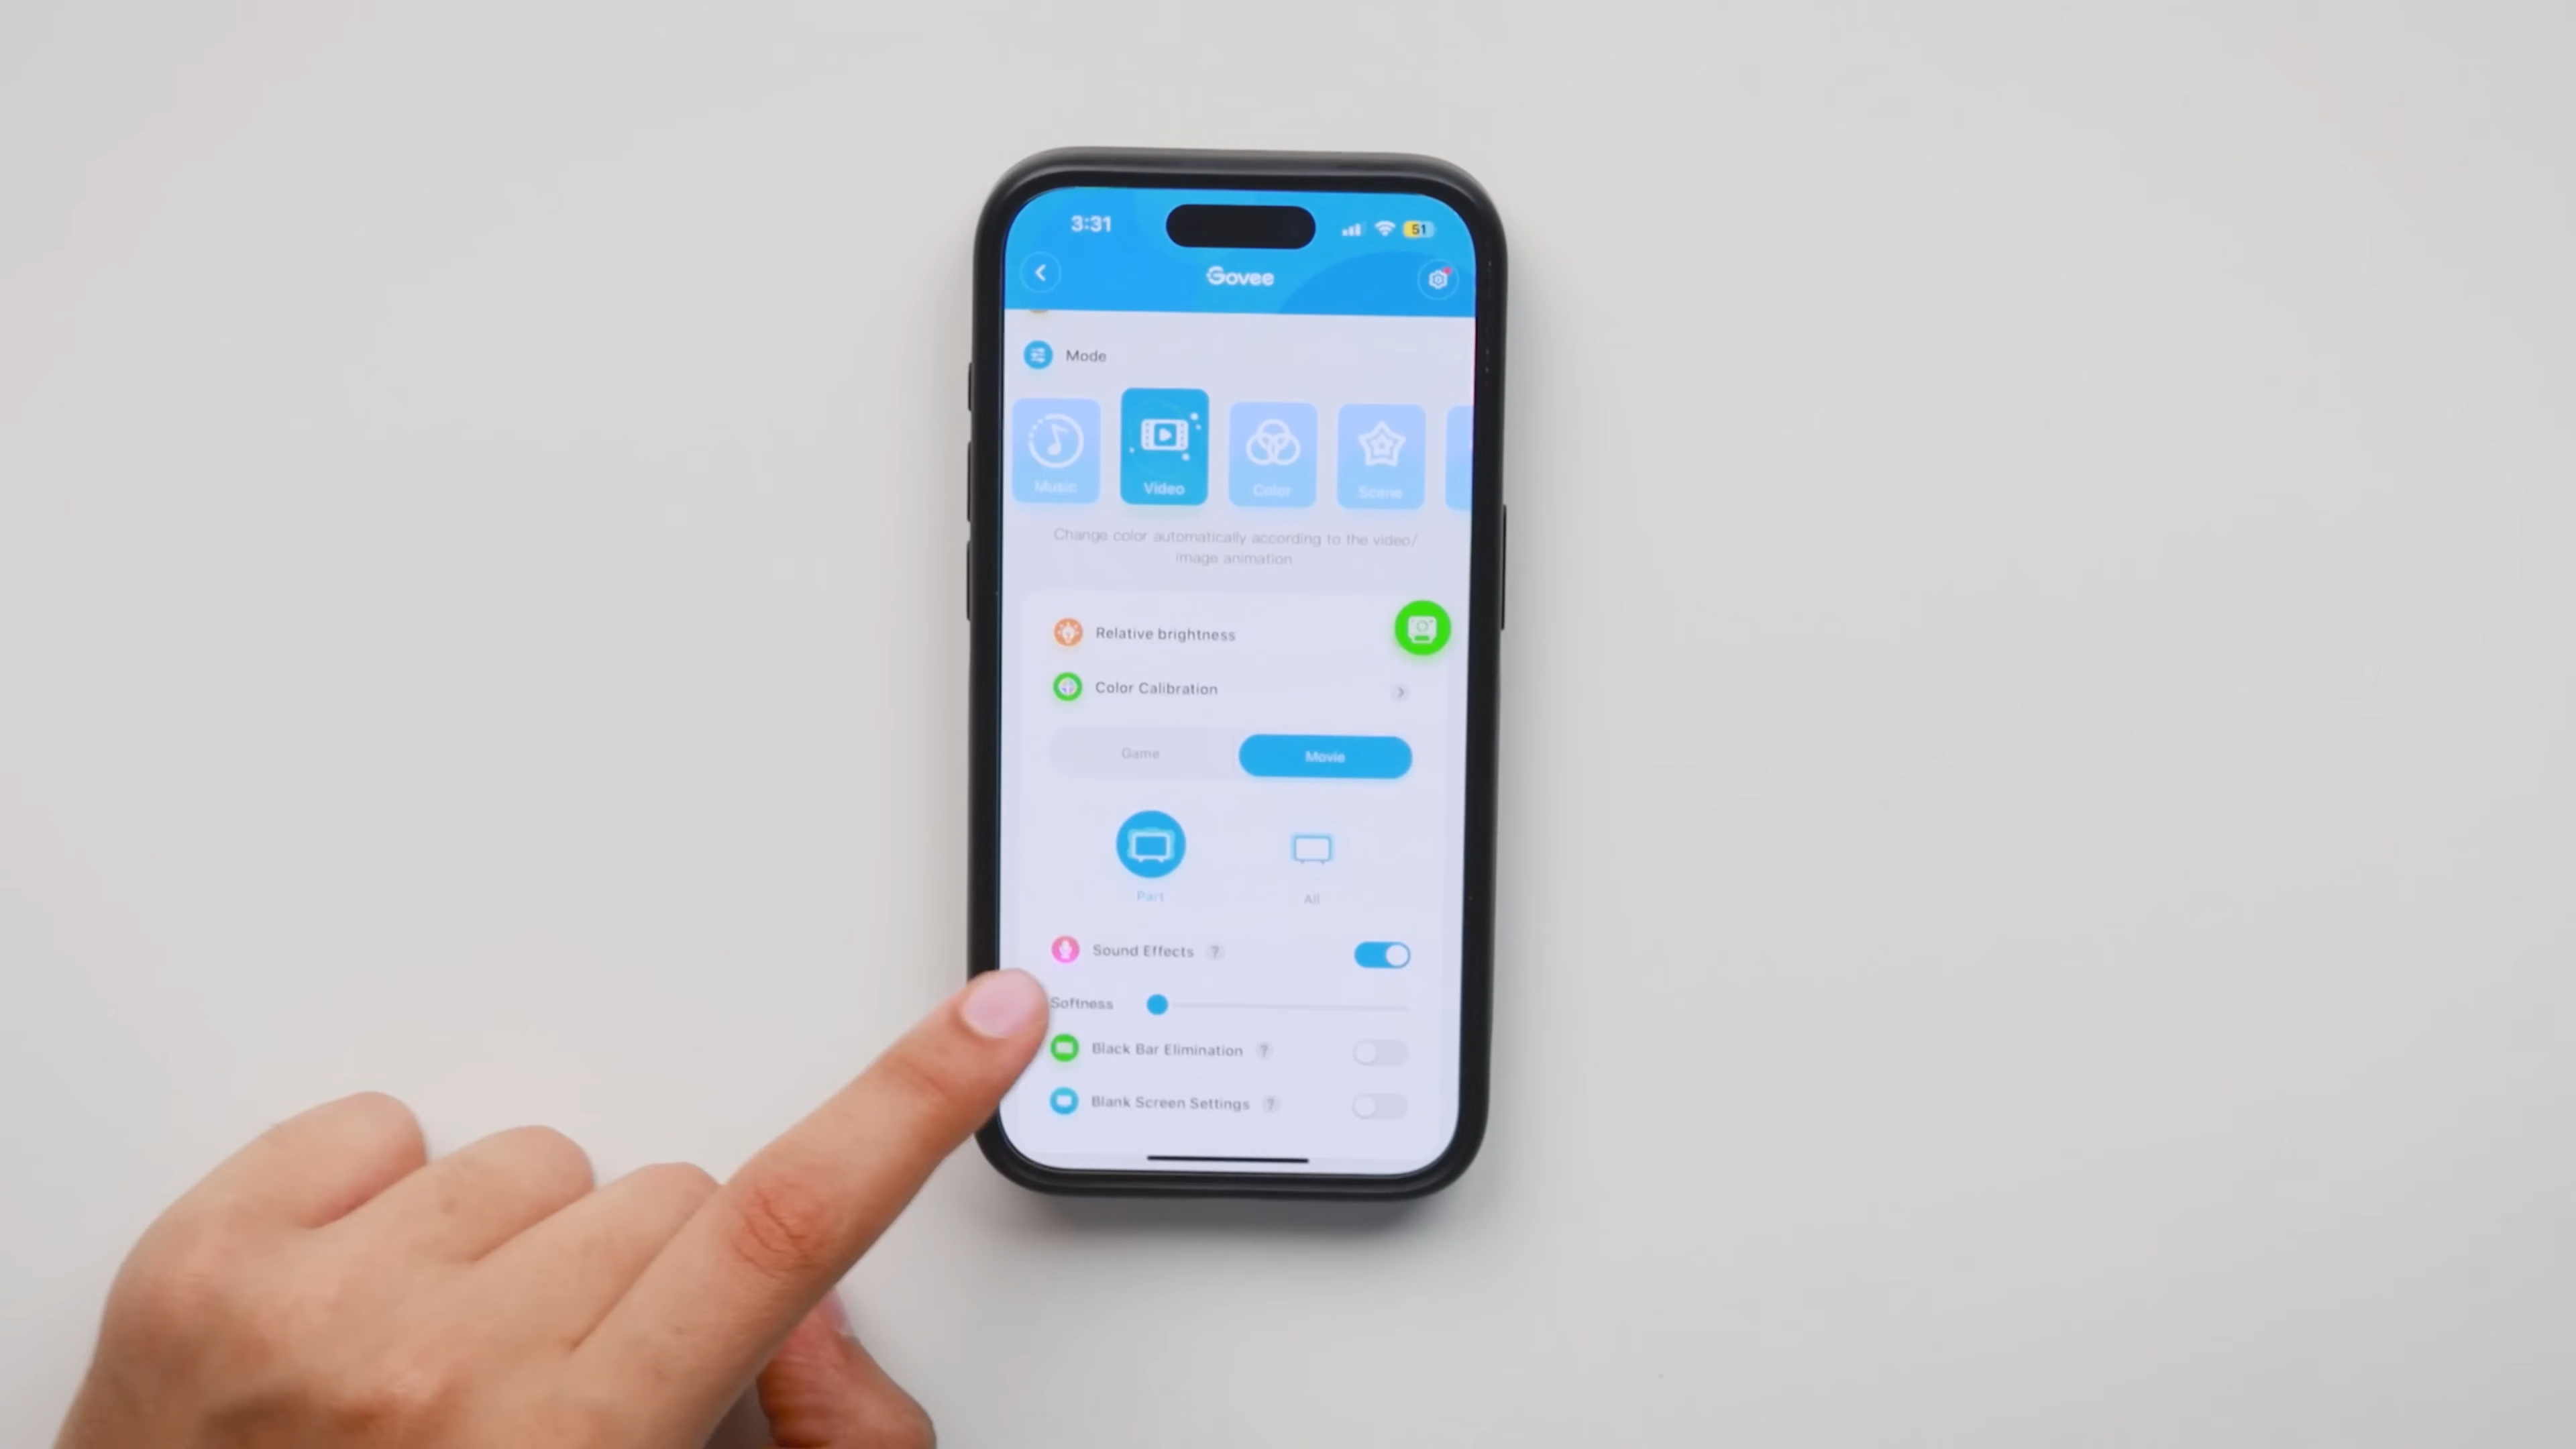 3:31
51
Govee
Mode
Music
Video
Color
Scene
Change color automatically according to the video/
image animation
Relative brightness
Color Calibration
Game
Movie
Part
All
Sound Effects ?
Softness
Black Bar Elimination ?
Blank Screen Settings ?